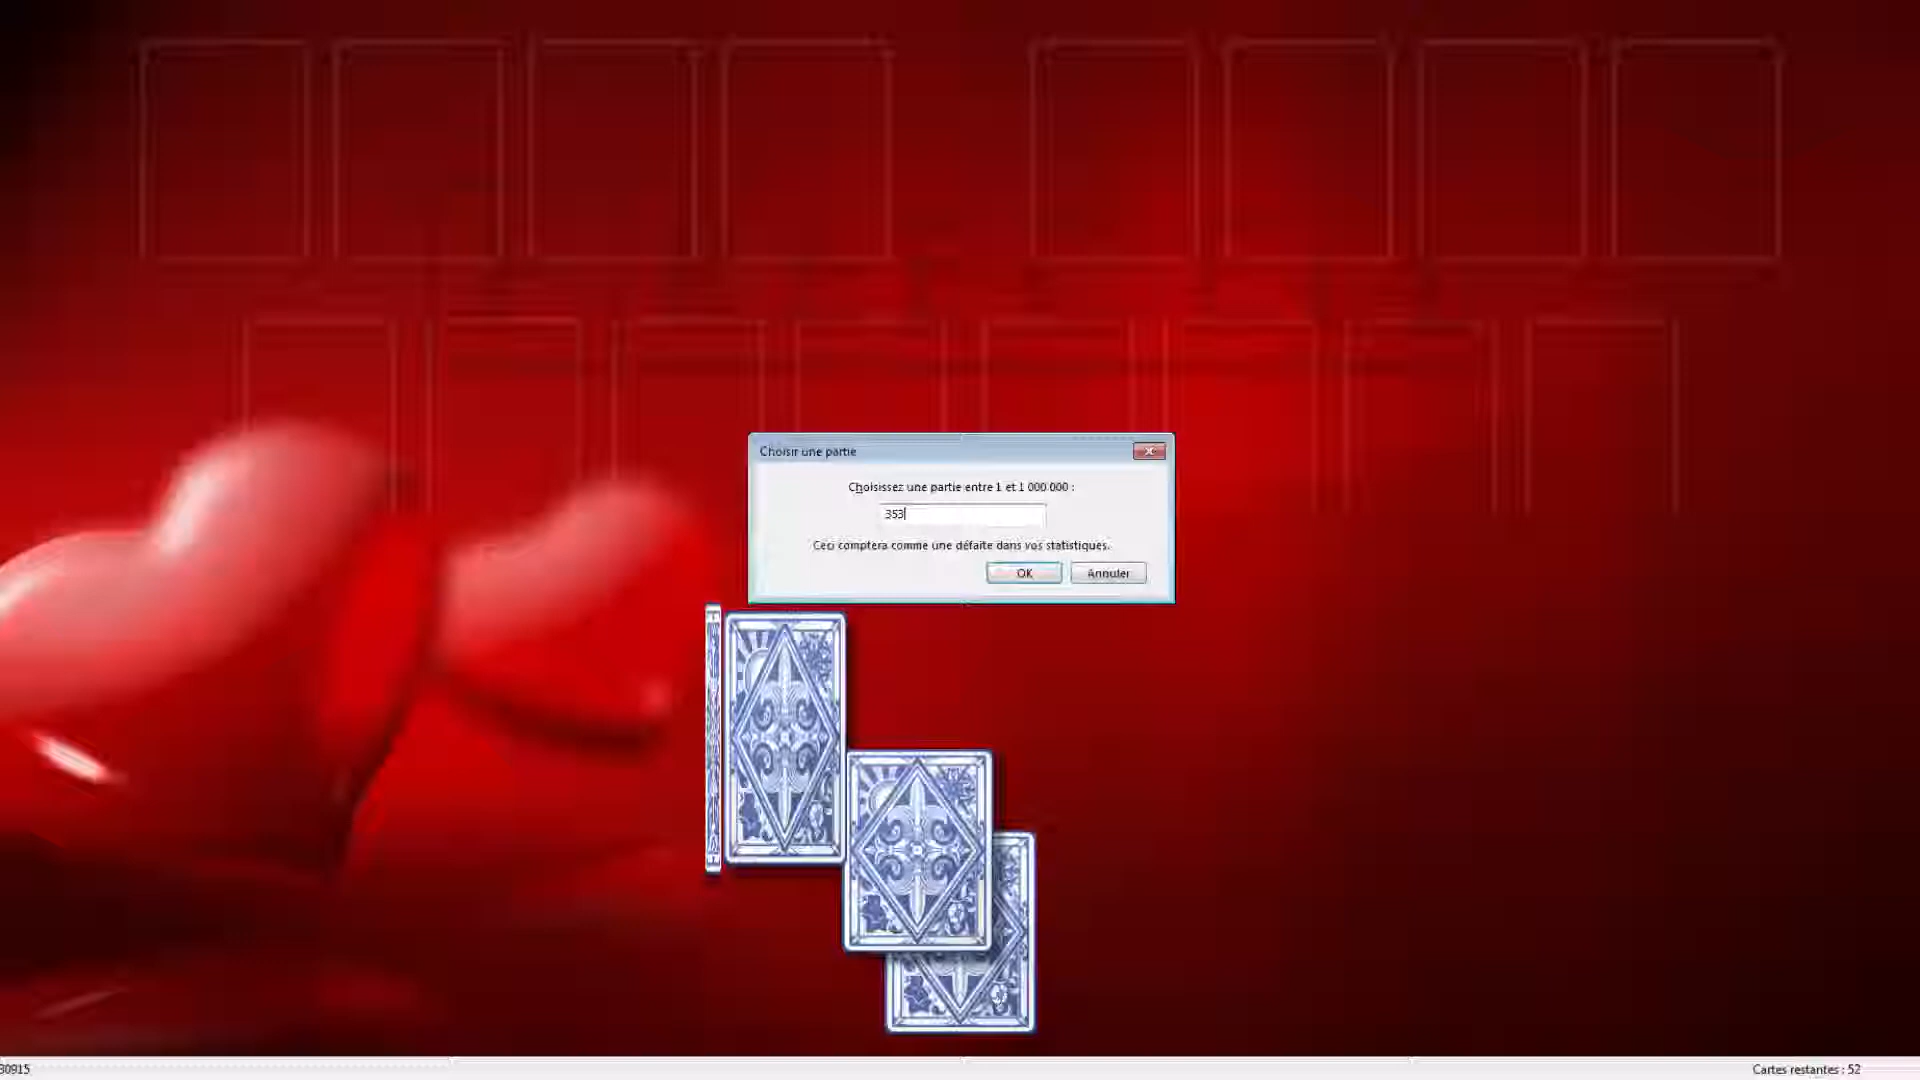 Choisir une partie
Choisissez une partie entre 1 et 1 000 000 :
353
Ceci comptera comme une défaite dans vos statistiques.
OK
Annuler
30915
Cartes restantes : 52